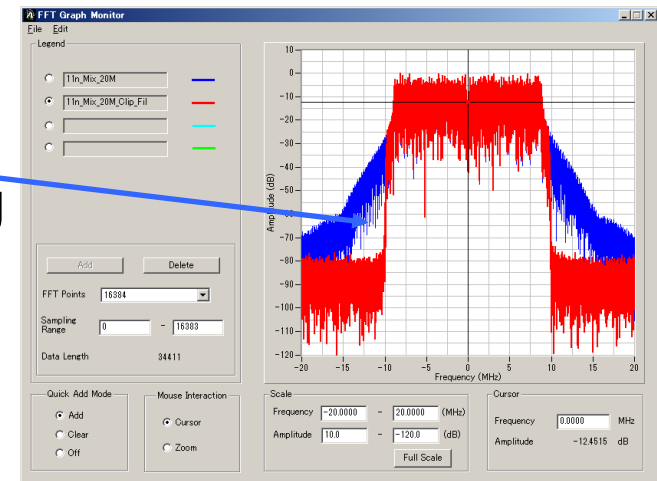 FFT Graph Monitor
File Edit
Legend
11n_Mix_20M
11n_Mix_20M_Clip_Fil
Add
Delete
FFT Points 16384
Sampling Range 0 - 16383
Data Length 34411
Quick Add Mode
Add
Clear
Off
Mouse Interaction
Cursor
Zoom
Amplitude (dB)
10
0
-10
-20
-30
-40
-50
-60
-70
-80
-90
-100
-110
-120
-20 -15 -10 -5 0 5 10 15 20
Frequency (MHz)
Scale
Frequency -20.0000 - 20.0000 (MHz)
Amplitude 10.0 - -120.0 (dB)
Full Scale
Cursor
Frequency 0.0000 MHz
Amplitude -12.4515 dB